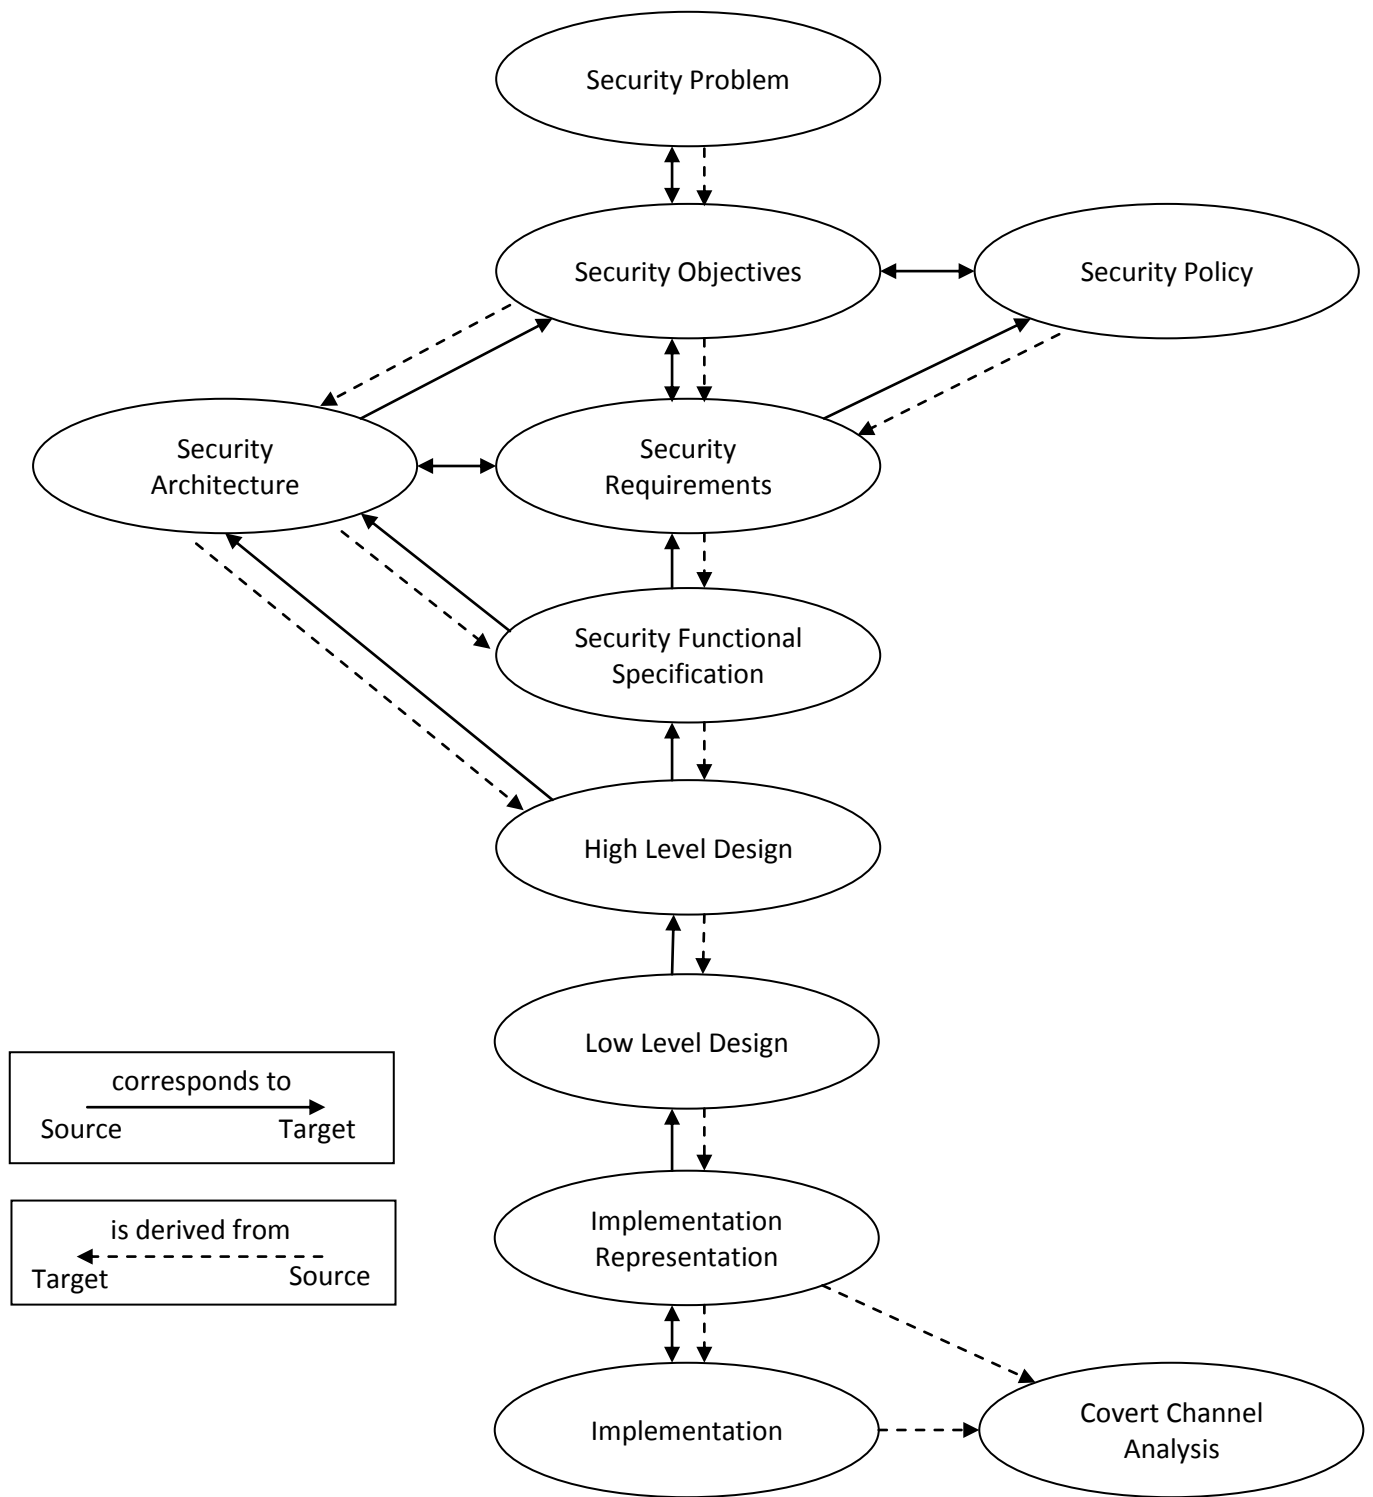 Security Problem
Security Objectives
Security Policy
Security
Architecture
Security
Requirements
Security Functional
Specification
High Level Design
Low Level Design
corresponds to
Source
Target
is derived from
Target
Source
Implementation
Representation
Implementation
Covert Channel
Analysis